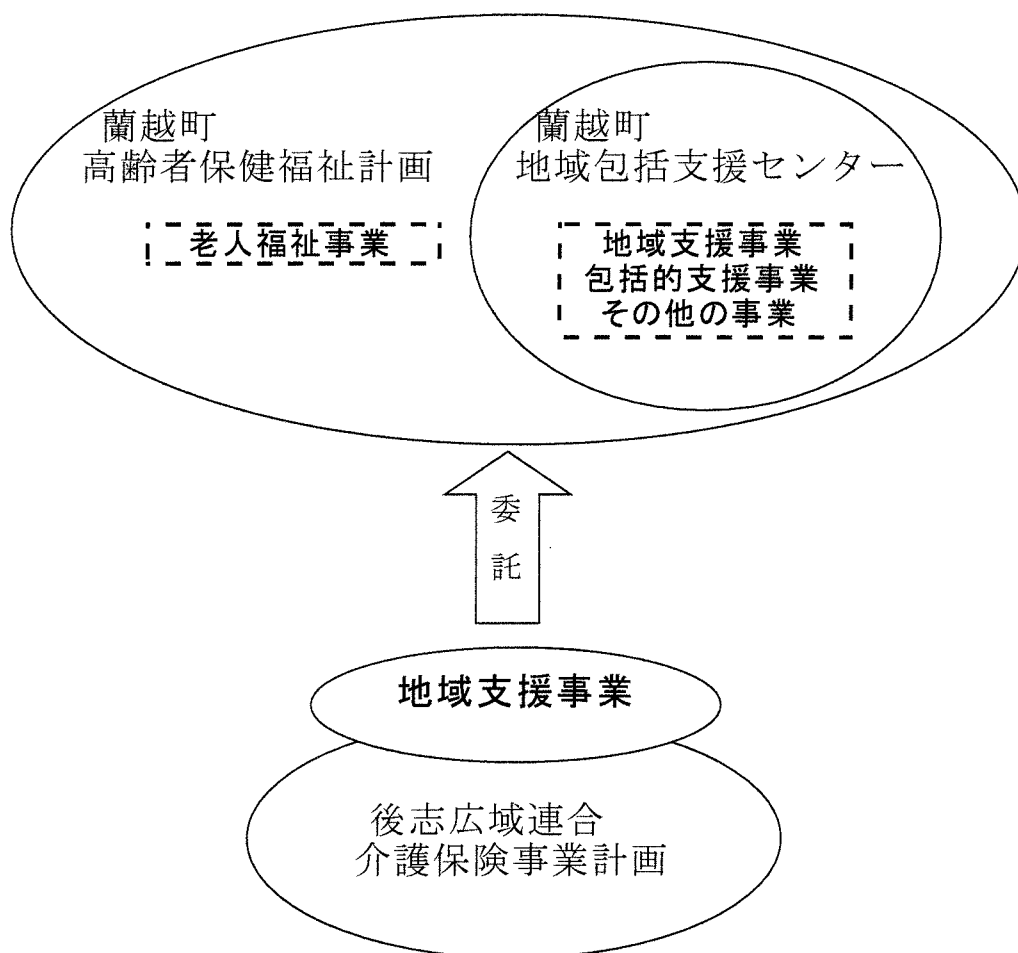 蘭越町
高齢者保健福祉計画
老人福祉事業
蘭越町
地域包括支援センター
地域支援事業
包括的支援事業
その他の事業
委
託
地域支援事業
後志広域連合
介護保険事業計画